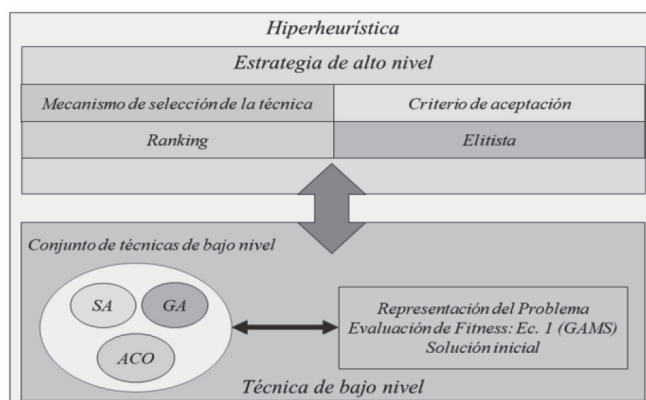 Hiperheurística
Estrategia de alto nivel
Mecanismo de selección de la técnica
Criterio de aceptación
Ranking
Elitista
Conjunto de técnicas de bajo nivel
SA
GA
ACO
Representación del Problema
Evaluación de Fitness: Ec. 1 (GAMS)
Solución inicial
Técnica de bajo nivel